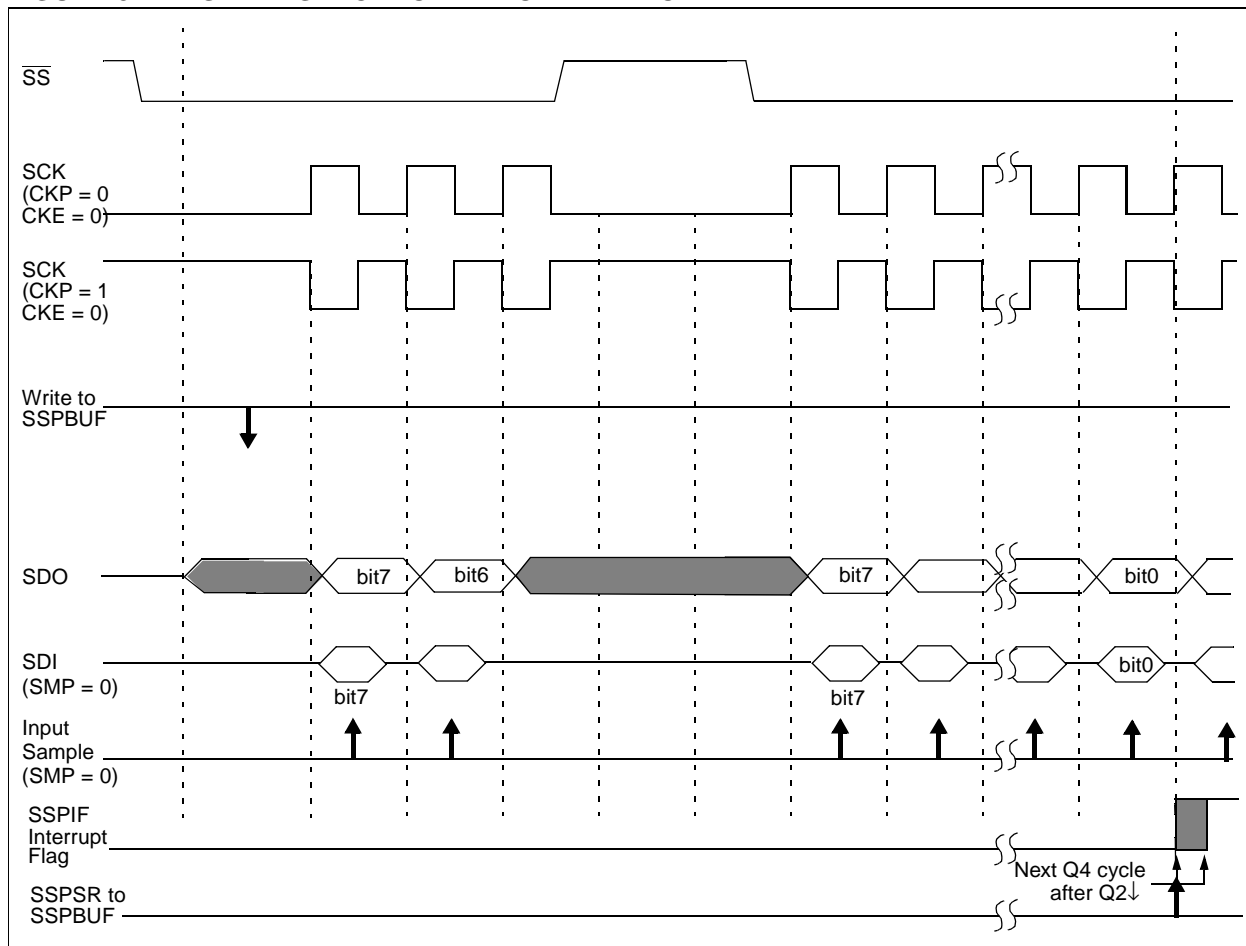 SS
SCK
(CKP = 0
CKE = 0)
SCK
(CKP = 1
CKE = 0)
Write to
SSPBUF
SDO
bit7
bit6
bit7
bit0
SDI
(SMP = 0)
bit7
bit7
bit0
Input
Sample
(SMP = 0)
SSPIF
Interrupt
Flag
Next Q4 cycle
after Q2↓
SSPSR to
SSPBUF